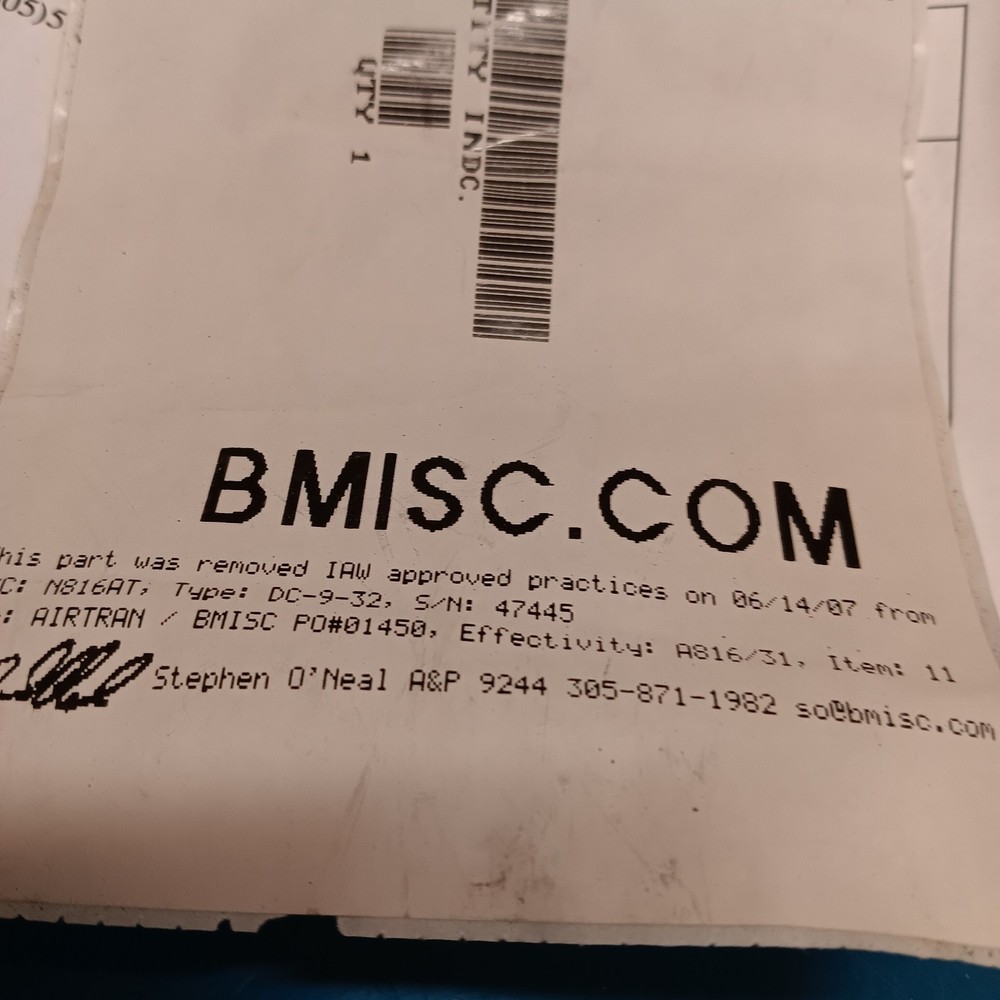 05)5
TITY INDC.
QTY 1
BMISC.COM
his part was removed IAW approved practices on 06/14/07 from
C: N816AT, Type: DC-9-32, S/N: 47445
: AIRTRAN / BMISC PO#01450, Effectivity: A816/31, Item: 11
Stephen O'Neal A&P 9244 305-871-1982 so@bmisc.com